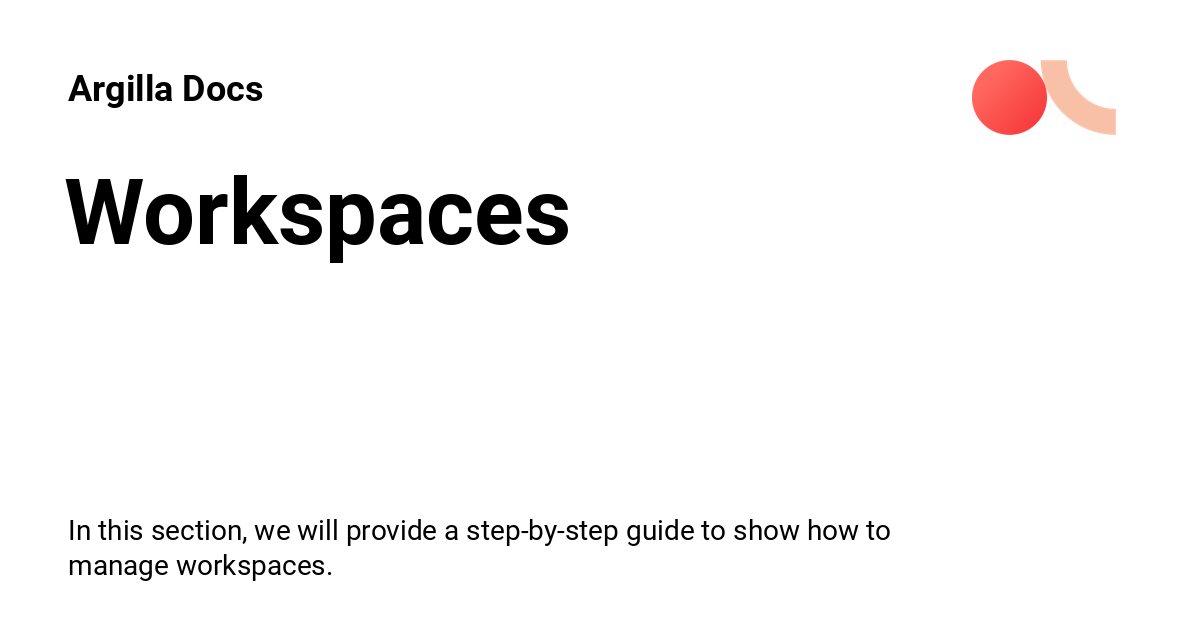 Argilla Docs
Workspaces
In this section, we will provide a step-by-step guide to show how to
manage workspaces.